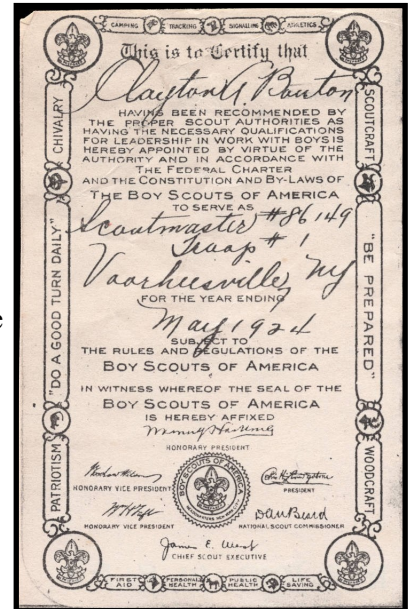 CAMPING TRACKING SIGNALLING ATHLETICS
This is to Certify that
Clayton A. Bouton
HAVING BEEN RECOMMENDED BY
THE PROPER SCOUT AUTHORITIES AS
HAVING THE NECESSARY QUALIFICATIONS
FOR LEADERSHIP IN WORK WITH BOYS IS
HEREBY APPOINTED BY VIRTUE OF THE
AUTHORITY AND IN ACCORDANCE WITH
THE FEDERAL CHARTER
AND THE CONSTITUTION AND BY-LAWS OF
THE BOY SCOUTS OF AMERICA
TO SERVE AS
Scoutmaster #86149
Troop #1
Voorheesville, NY
FOR THE YEAR ENDING
May 1924
SUBJECT TO
THE RULES AND REGULATIONS OF THE
BOY SCOUTS OF AMERICA
IN WITNESS WHEREOF THE SEAL OF THE
BOY SCOUTS OF AMERICA
IS HEREBY AFFIXED
HONORARY PRESIDENT
HONORARY VICE PRESIDENT
PRESIDENT
BOY SCOUTS OF AMERICA
HONORARY VICE PRESIDENT
NATIONAL SCOUT COMMISSIONER
James E. West
CHIEF SCOUT EXECUTIVE
FIRST AID PERSONAL HEALTH PUBLIC HEALTH LIFE SAVING
CHIVALRY
"DO A GOOD TURN DAILY"
PATRIOTISM
SCOUTCRAFT
"BE PREPARED"
WOODCRAFT
e